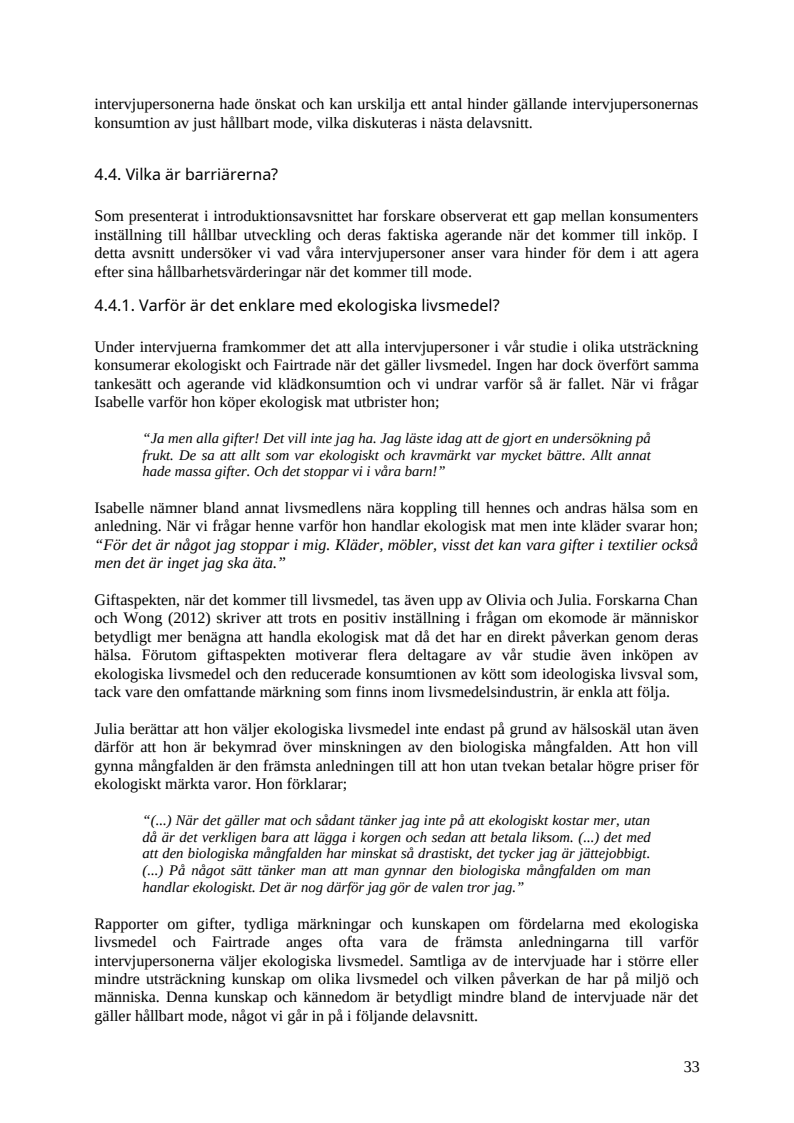 intervjupersonerna hade önskat och kan urskilja ett antal hinder gällande intervjupersonernas
konsumtion av just hållbart mode, vilka diskuteras i nästa delavsnitt.
4.4. Vilka är barriärerna?
Som presenterat i introduktionsavsnittet har forskare observerat ett gap mellan konsumenters
inställning till hållbar utveckling och deras faktiska agerande när det kommer till inköp. I
detta avsnitt undersöker vi vad våra intervjupersoner anser vara hinder för dem i att agera
efter sina hållbarhetsvärderingar när det kommer till mode.
4.4.1. Varför är det enklare med ekologiska livsmedel?
Under intervjuerna framkommer det att alla intervjupersoner i vår studie i olika utsträckning
konsumerar ekologiskt och Fairtrade när det gäller livsmedel. Ingen har dock överfört samma
tankesätt och agerande vid klädkonsumtion och vi undrar varför så är fallet. När vi frågar
Isabelle varför hon köper ekologisk mat utbrister hon;
“Ja men alla gifter! Det vill inte jag ha. Jag läste idag att de gjort en undersökning på
frukt. De sa att allt som var ekologiskt och kravmärkt var mycket bättre. Allt annat
hade massa gifter. Och det stoppar vi i våra barn!”
Isabelle nämner bland annat livsmedlens nära koppling till hennes och andras hälsa som en
anledning. När vi frågar henne varför hon handlar ekologisk mat men inte kläder svarar hon;
“För det är något jag stoppar i mig. Kläder, möbler, visst det kan vara gifter i textilier också
men det är inget jag ska äta.”
Giftaspekten, när det kommer till livsmedel, tas även upp av Olivia och Julia. Forskarna Chan
och Wong (2012) skriver att trots en positiv inställning i frågan om ekomode är människor
betydligt mer benägna att handla ekologisk mat då det har en direkt påverkan genom deras
hälsa. Förutom giftaspekten motiverar flera deltagare av vår studie även inköpen av
ekologiska livsmedel och den reducerade konsumtionen av kött som ideologiska livsval som,
tack vare den omfattande märkning som finns inom livsmedelsindustrin, är enkla att följa.
Julia berättar att hon väljer ekologiska livsmedel inte endast på grund av hälsoskäl utan även
därför att hon är bekymrad över minskningen av den biologiska mångfalden. Att hon vill
gynna mångfalden är den främsta anledningen till att hon utan tvekan betalar högre priser för
ekologiskt märkta varor. Hon förklarar;
“(...) När det gäller mat och sådant tänker jag inte på att ekologiskt kostar mer, utan
då är det verkligen bara att lägga i korgen och sedan att betala liksom. (...) det med
att den biologiska mångfalden har minskat så drastiskt, det tycker jag är jättejobbigt.
(...) På något sätt tänker man att man gynnar den biologiska mångfalden om man
handlar ekologiskt. Det är nog därför jag gör de valen tror jag.”
Rapporter om gifter, tydliga märkningar och kunskapen om fördelarna med ekologiska
livsmedel och Fairtrade anges ofta vara de främsta anledningarna till varför
intervjupersonerna väljer ekologiska livsmedel. Samtliga av de intervjuade har i större eller
mindre utsträckning kunskap om olika livsmedel och vilken påverkan de har på miljö och
människa. Denna kunskap och kännedom är betydligt mindre bland de intervjuade när det
gäller hållbart mode, något vi går in på i följande delavsnitt.
33